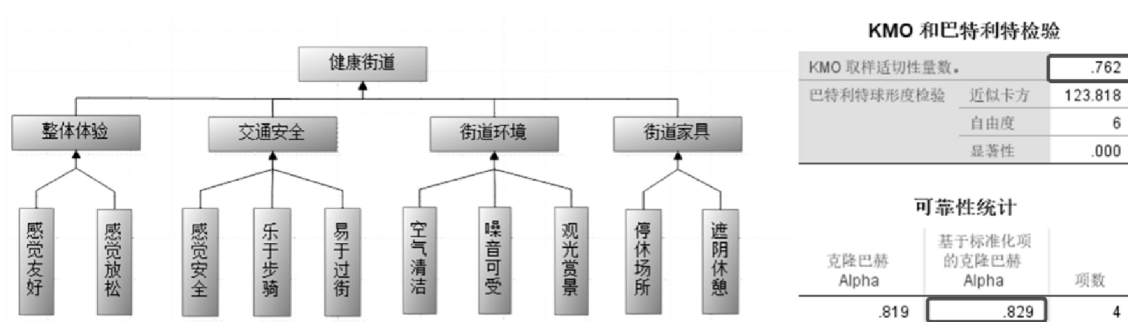 健康街道
整体体验
交通安全
街道环境
街道家具
感觉友好
感觉放松
感觉安全
乐于步骑
易于过街
空气清洁
噪音可受
观光赏景
停休场所
遮阴休憩
KMO 和巴特利特检验
KMO 取样适切性量数。 .762
巴特利特球形度检验 近似卡方 123.818
自由度 6
显著性 .000
可靠性统计
克隆巴赫 Alpha
基于标准化项的克隆巴赫 Alpha
项数
.819 .829 4